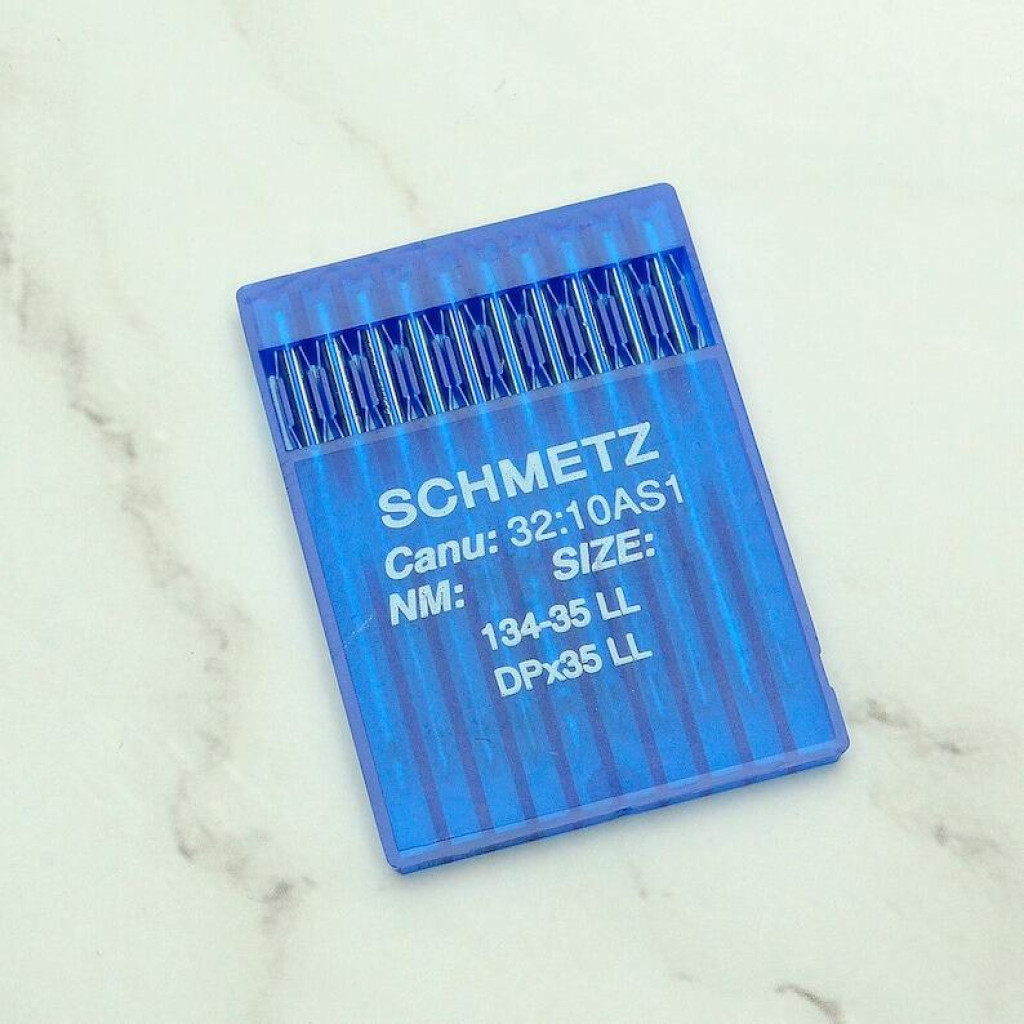 SCHMETZ
Canu: 32:10AS1
NM: SIZE:
134-35 LL
DPx35 LL